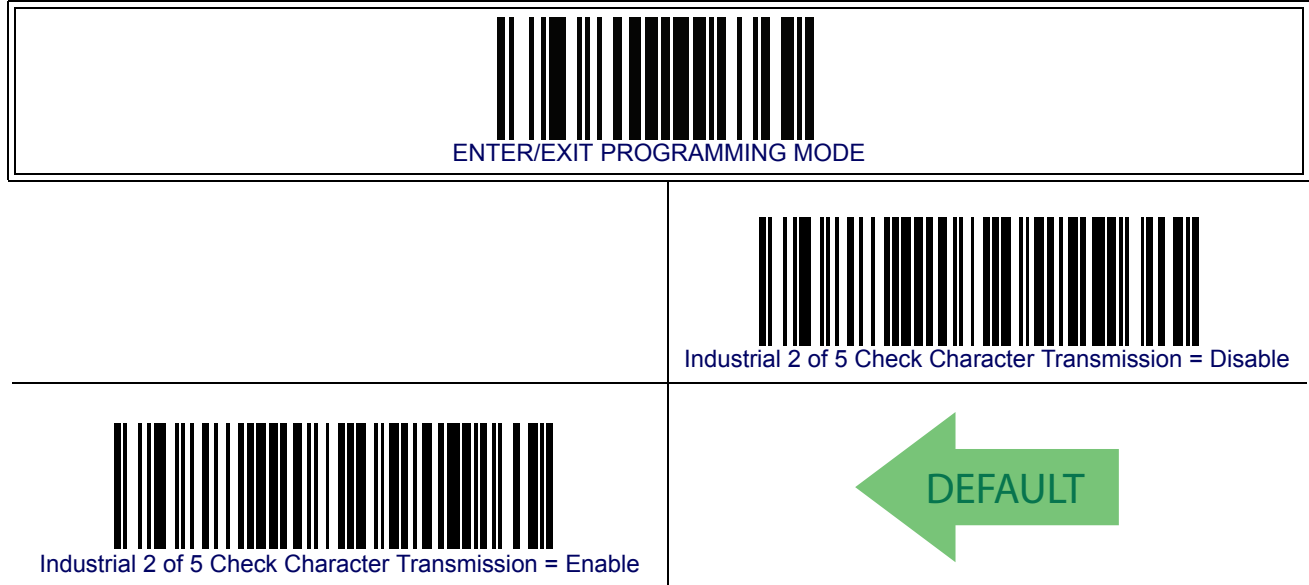 ENTER/EXIT PROGRAMMING MODE
Industrial 2 of 5 Check Character Transmission = Disable
Industrial 2 of 5 Check Character Transmission = Enable
DEFAULT